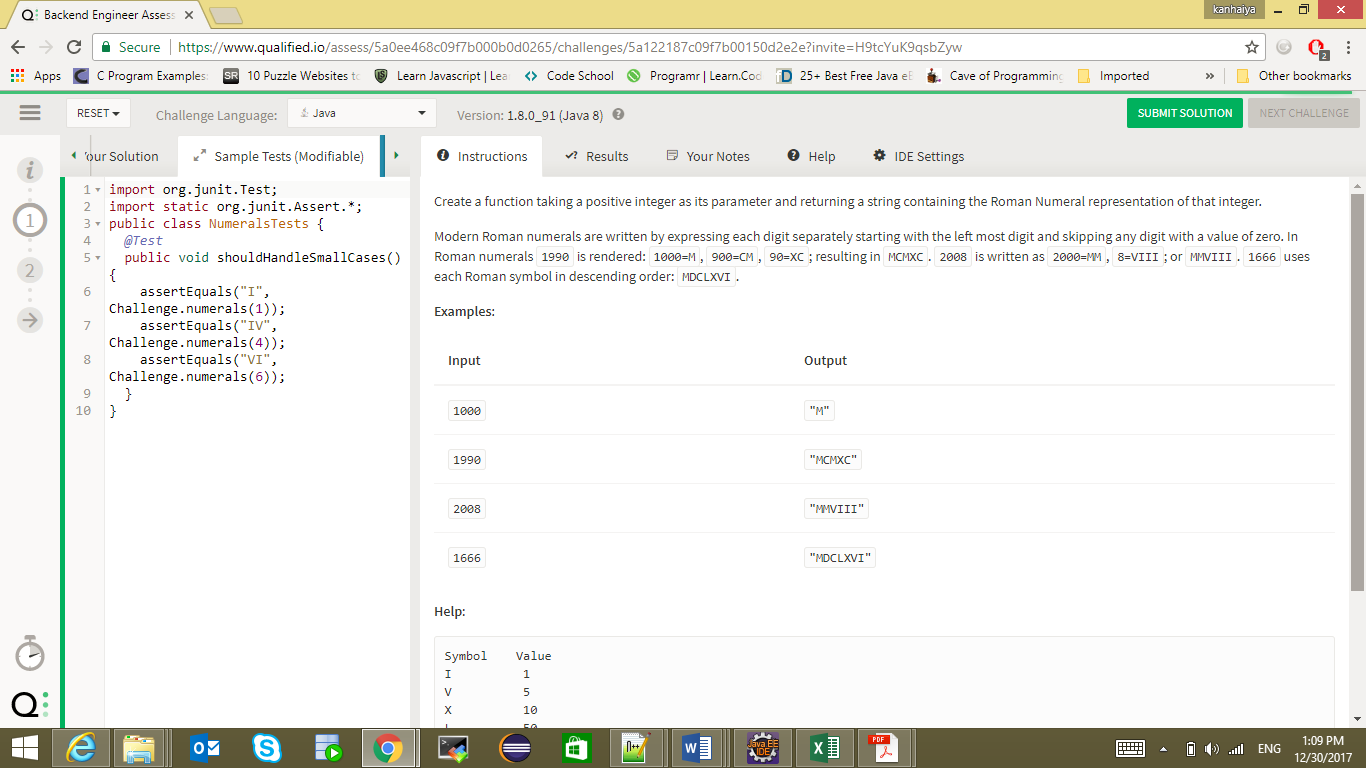 Backend Engineer Assess
kanhaiya
Secure https://www.qualified.io/assess/5a0ee468c09f7b000b0d0265/challenges/5a122187c09f7b00150d2e2e?invite=H9tcYuK9qsbZyw
2
Apps C Program Examples: SR 10 Puzzle Websites to Learn Javascript | Lea Code School Programr | Learn.Cod 25+ Best Free Java eB Cave of Programming Imported » Other bookmarks
RESET Challenge Language: Java Version: 1.8.0_91 (Java 8) ? SUBMIT SOLUTION NEXT CHALLENGE
'our Solution Sample Tests (Modifiable) Instructions Results Your Notes Help IDE Settings
1 import org.junit.Test;
2 import static org.junit.Assert.*;
3 public class NumeralsTests {
4 @Test
5 public void shouldHandleSmallCases()
{
6 assertEquals("I",
Challenge.numerals(1));
7 assertEquals("IV",
Challenge.numerals(4));
8 assertEquals("VI",
Challenge.numerals(6));
9 }
10 }
i
1
2
Create a function taking a positive integer as its parameter and returning a string containing the Roman Numeral representation of that integer.
Modern Roman numerals are written by expressing each digit separately starting with the left most digit and skipping any digit with a value of zero. In
Roman numerals 1990 is rendered: 1000=M, 900=CM, 90=XC; resulting in MCMXC. 2008 is written as 2000=MM, 8=VIII; or MMVIII. 1666 uses
each Roman symbol in descending order: MDCLXVI.
Examples:
Input Output
1000 "M"
1990 "MCMXC"
2008 "MMVIII"
1666 "MDCLXVI"
Help:
Symbol Value
I 1
V 5
X 10
L 50
ENG
1:09 PM
12/30/2017